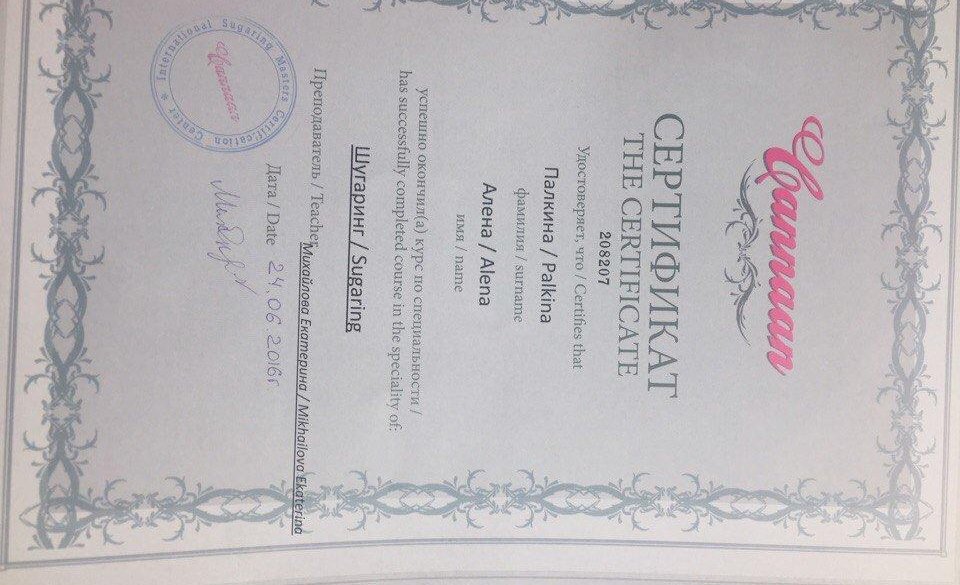 Cannaan
СЕРТИФИКАТ
THE CERTIFICATE
208207
Удостоверяет, что / Certifies that
Палкина / Palkina
фамилия / surname
Алена / Alena
имя / name
успешно окончил(а) курс по специальности /
has successfully completed course in the speciality of:
Шугаринг / Sugaring
Преподаватель / Teacher Михайлова Екатерина / Mikhailova Ekaterina
Дата / Date 24.06.2016г.
International Sugaring Masters Certification Center *
Cannaan